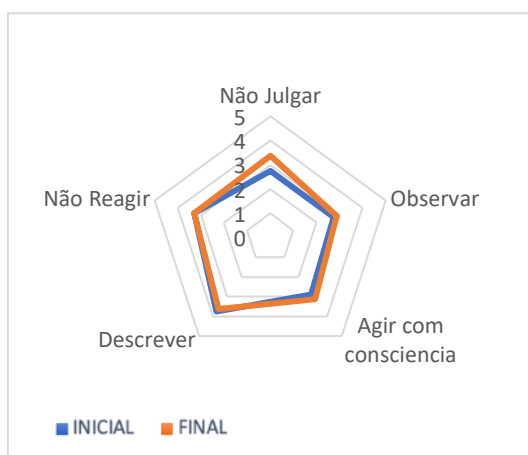 Não Julgar
5
4
3
2
1
0
Não Reagir
Observar
Descrever
Agir com
consciencia
INICIAL
FINAL